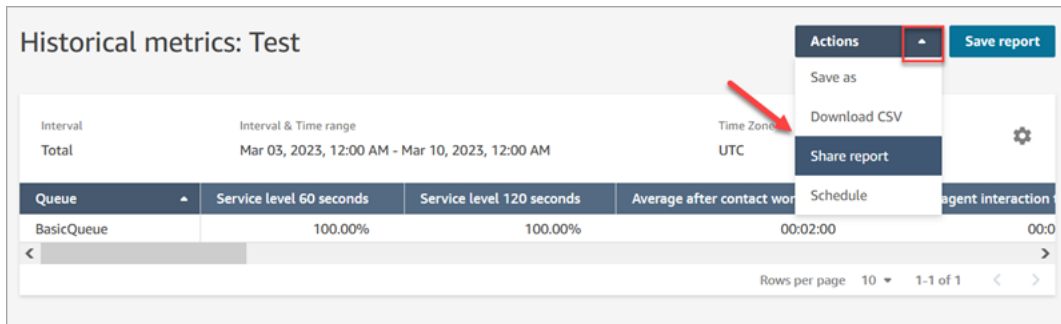 Historical metrics: Test
Actions
Save report
Save as
Download CSV
Share report
Schedule
Interval
Interval & Time range
Time Zone
Total
Mar 03, 2023, 12:00 AM - Mar 10, 2023, 12:00 AM
UTC
Queue Service level 60 seconds Service level 120 seconds Average after contact agent interaction
BasicQueue 100.00% 100.00% 00:02:00
Rows per page 10 1-1 of 1